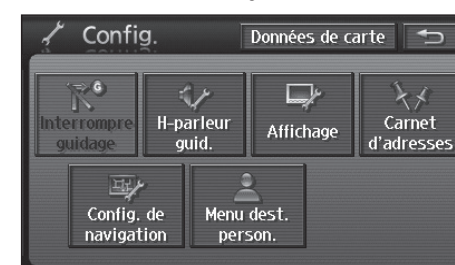 Config.
Données de carte
Interrompre
guidage
G
H-parleur
guid.
Affichage
Carnet
d'adresses
Config. de
navigation
Menu dest.
person.